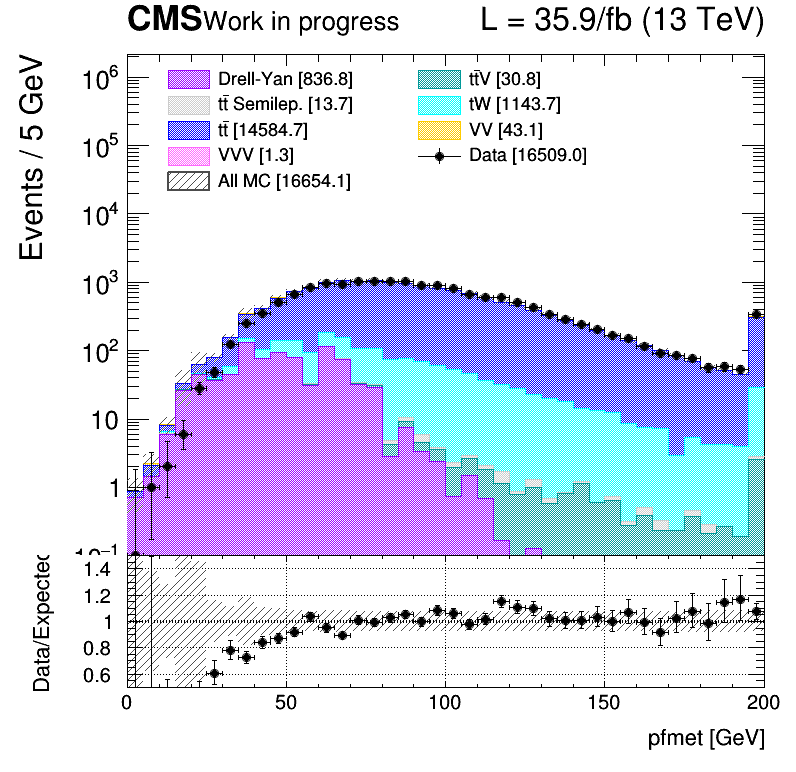 CMS Work in progress L = 35.9/fb (13 TeV)
Events / 5 GeV
10⁶
10⁵
10⁴
10³
10²
10
1
10⁻¹
Drell-Yan [836.8]
tt̄ Semilep. [13.7]
tt̄ [14584.7]
VVV [1.3]
All MC [16654.1]
tt̄V [30.8]
tW [1143.7]
VV [43.1]
Data [16509.0]
Data/Expected
1.4
1.2
1
0.8
0.6
0 50 100 150 200
pfmet [GeV]